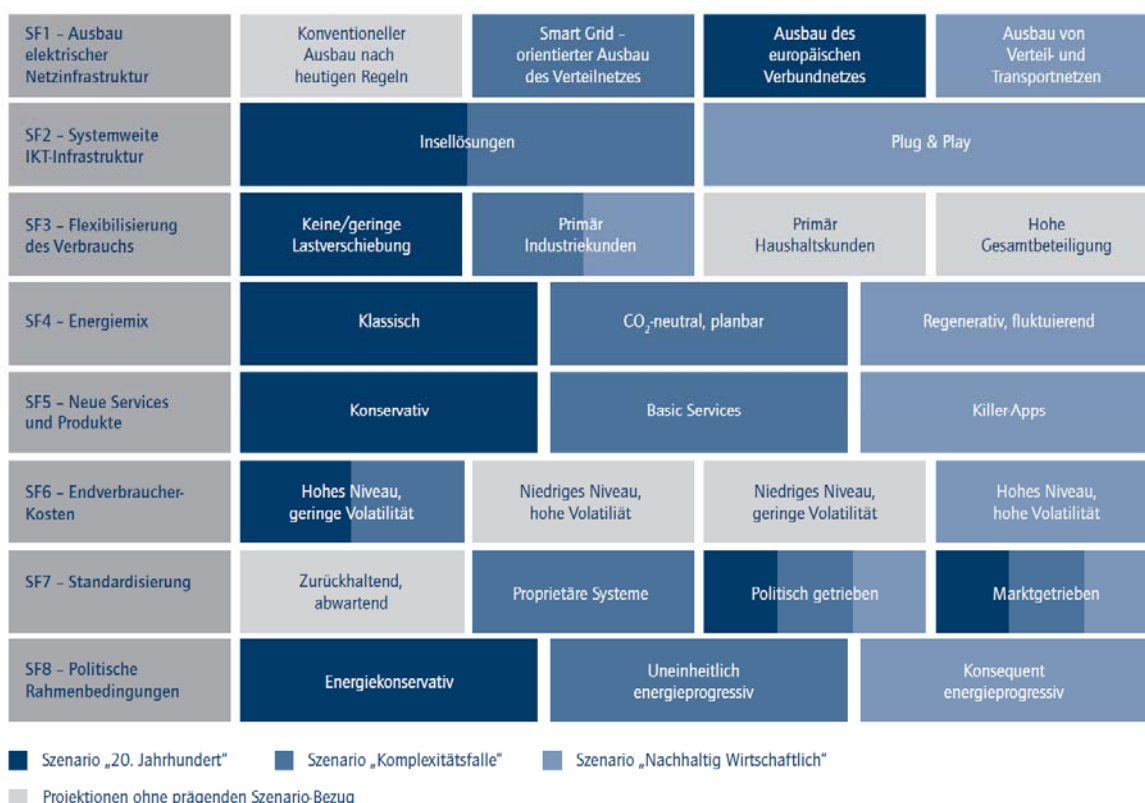 SF1 – Ausbau
elektrischer
Netzinfrastruktur
Konventioneller
Ausbau nach
heutigen Regeln
Smart Grid –
orientierter Ausbau
des Verteilnetzes
Ausbau des
europäischen
Verbundnetzes
Ausbau von
Verteil- und
Transportnetzen
SF2 – Systemweite
IKT-Infrastruktur
Insellösungen
Plug & Play
SF3 – Flexibilisierung
des Verbrauchs
Keine/geringe
Lastverschiebung
Primär
Industriekunden
Primär
Haushaltskunden
Hohe
Gesamtbeteiligung
SF4 – Energiemix
Klassisch
CO₂-neutral, planbar
Regenerativ, fluktuierend
SF5 – Neue Services
und Produkte
Konservativ
Basic Services
Killer-Apps
SF6 – Endverbraucher-
Kosten
Hohes Niveau,
geringe Volatilität
Niedriges Niveau,
hohe Volatiliät
Niedriges Niveau,
geringe Volatilität
Hohes Niveau,
hohe Volatilität
SF7 – Standardisierung
Zurückhaltend,
abwartend
Proprietäre Systeme
Politisch getrieben
Marktgetrieben
SF8 – Politische
Rahmenbedingungen
Energiekonservativ
Uneinheitlich
energieprogressiv
Konsequent
energieprogressiv
Szenario „20. Jahrhundert“
Szenario „Komplexitätsfalle“
Szenario „Nachhaltig Wirtschaftlich“
Projektionen ohne prägenden Szenario-Bezug